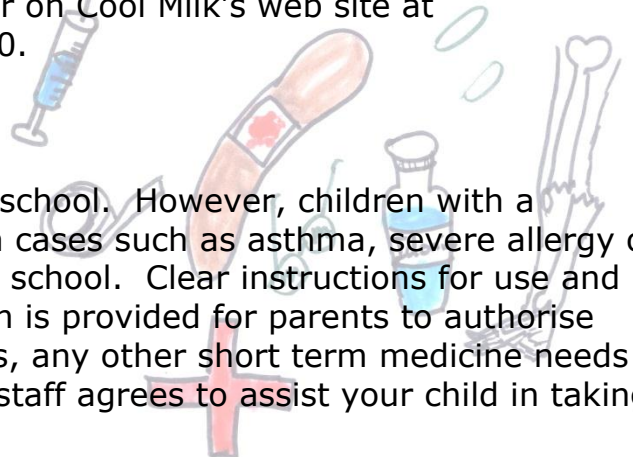 r on Cool Milk's web site at
0.
school. However, children with a
cases such as asthma, severe allergy
school. Clear instructions for use and
is provided for parents to authorise
s, any other short term medicine needs
staff agrees to assist your child in taking